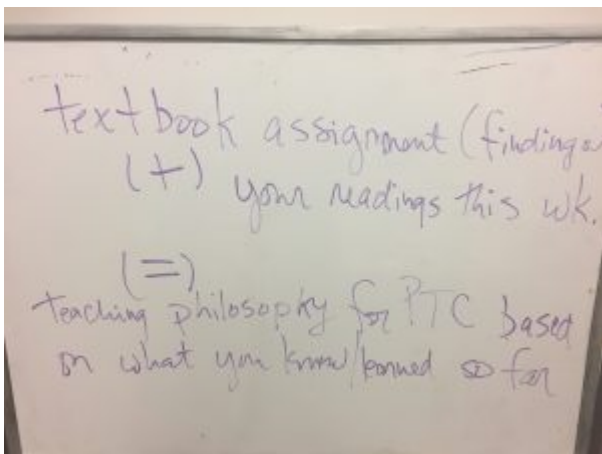 textbook assignment (finding
(+)
your readings this wk.
(=)
teaching philosophy for PTC based
on what you know/learned so far